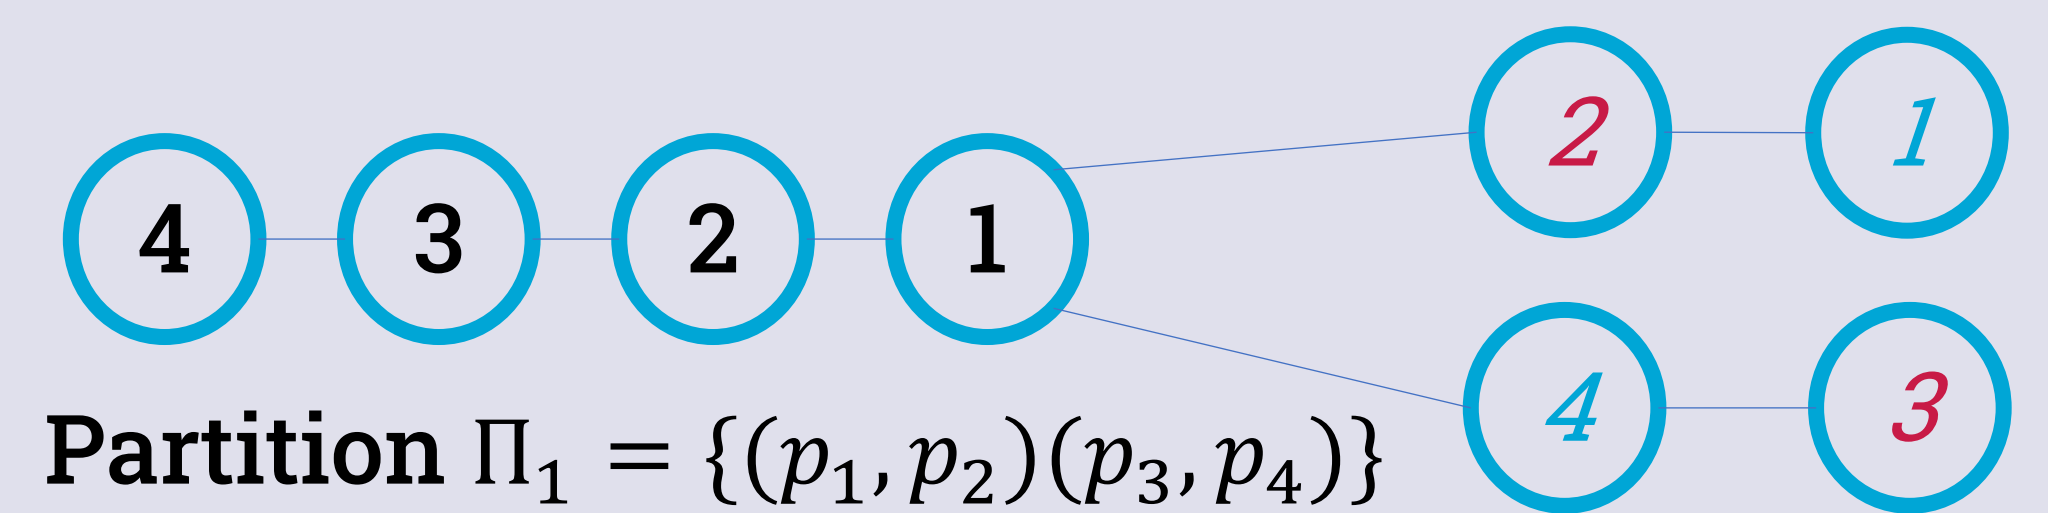 2 1
4 3 2 1
4 3
Partition Π₁ = {(p₁, p₂)(p₃, p₄)}